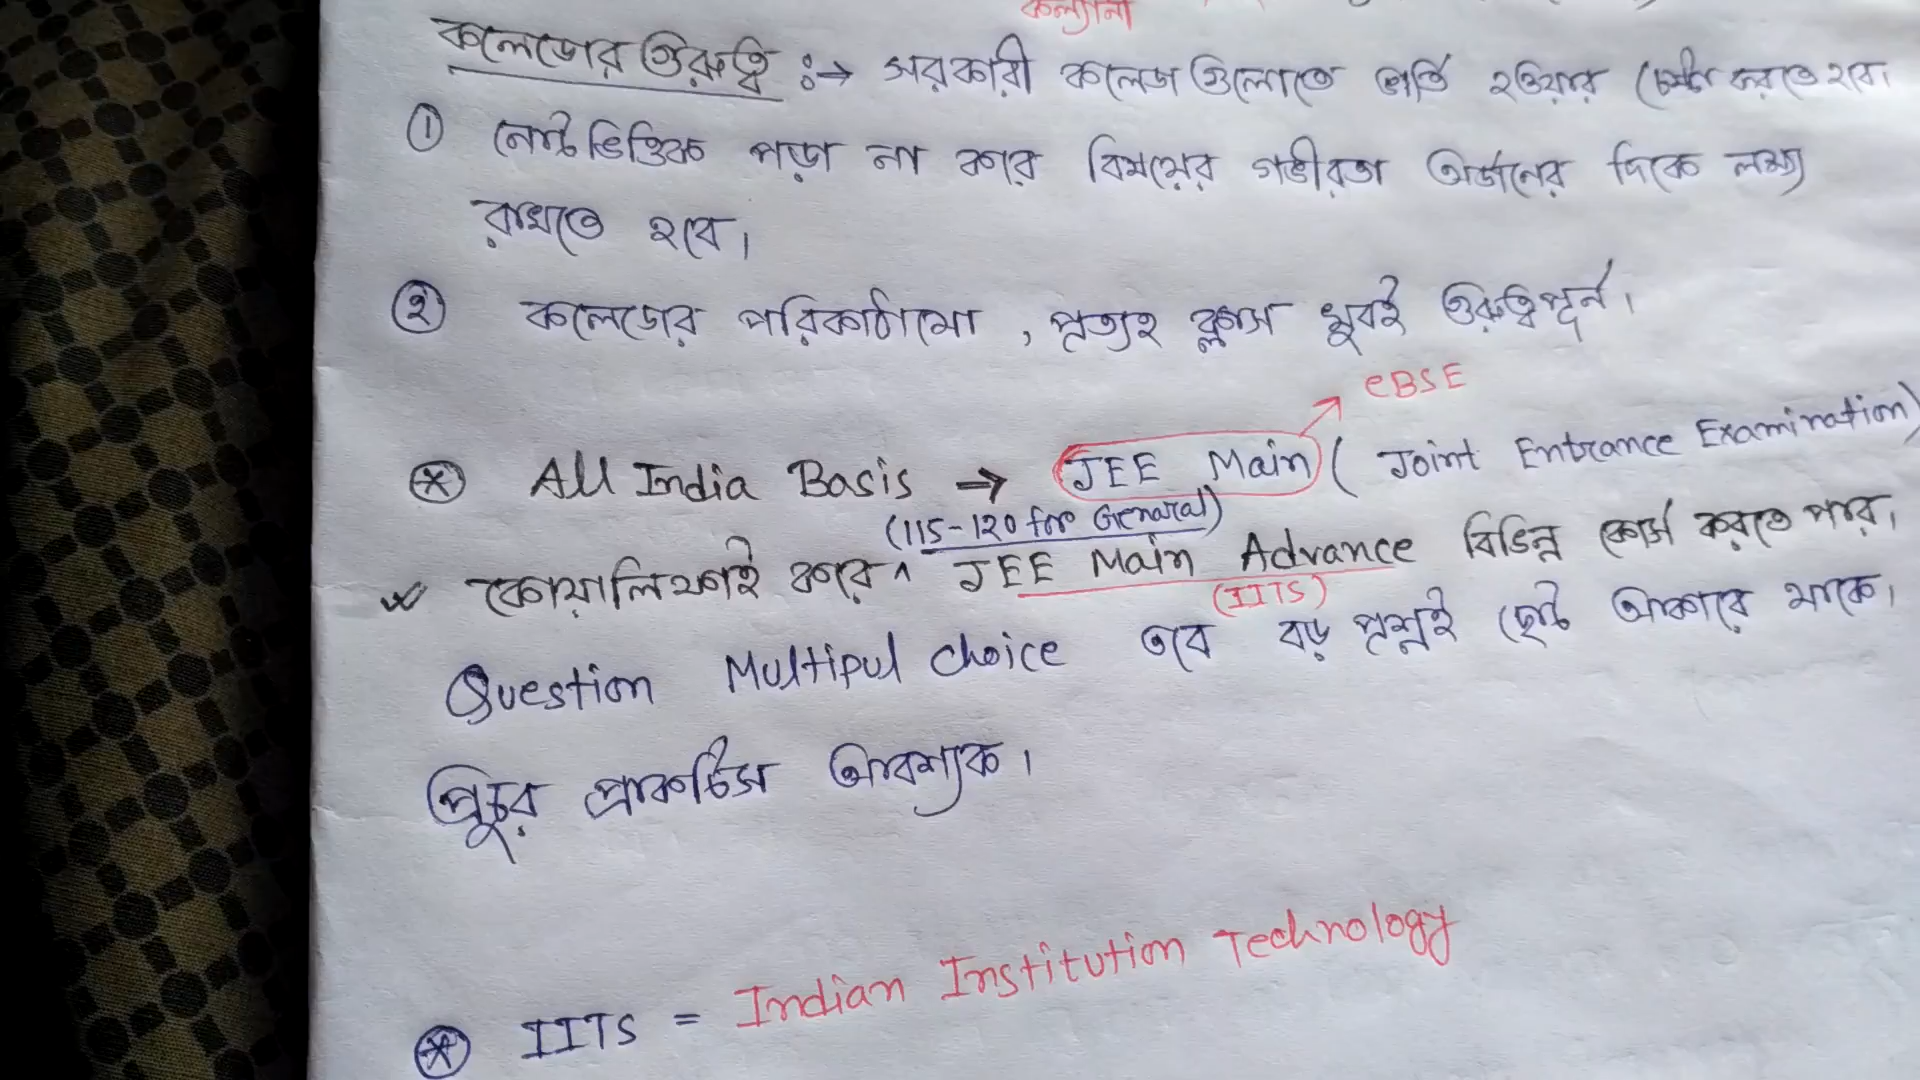 কল্যানী
কলেজের গুরুত্ব :→ সরকারী কলেজ গুলোতে ভর্তি হওয়ার চেষ্টা করতে হবে।
① নোট ভিত্তিক পড়া না করে বিষয়ের গভীরতা অর্জনের দিকে লক্ষ্য
রাখতে হবে।
② কলেজের পরিকাঠামো , প্রত্যহ ক্লাস খুবই গুরুত্বিপূর্ন।
CBSE
* All India Basis → JEE Main ( Joint Entrance Examination)
(115-120 for General)
কোয়ালিফাই করে ^ JEE Main Advance বিভিন্ন কোর্স করতে পারে।
(IITS)
Question Multipul choice তবে বড় প্রশ্নই ছোট আকারে থাকে।
প্রচুর প্রাকটিস আবশ্যক।
* IITS = Indian Institution Technology